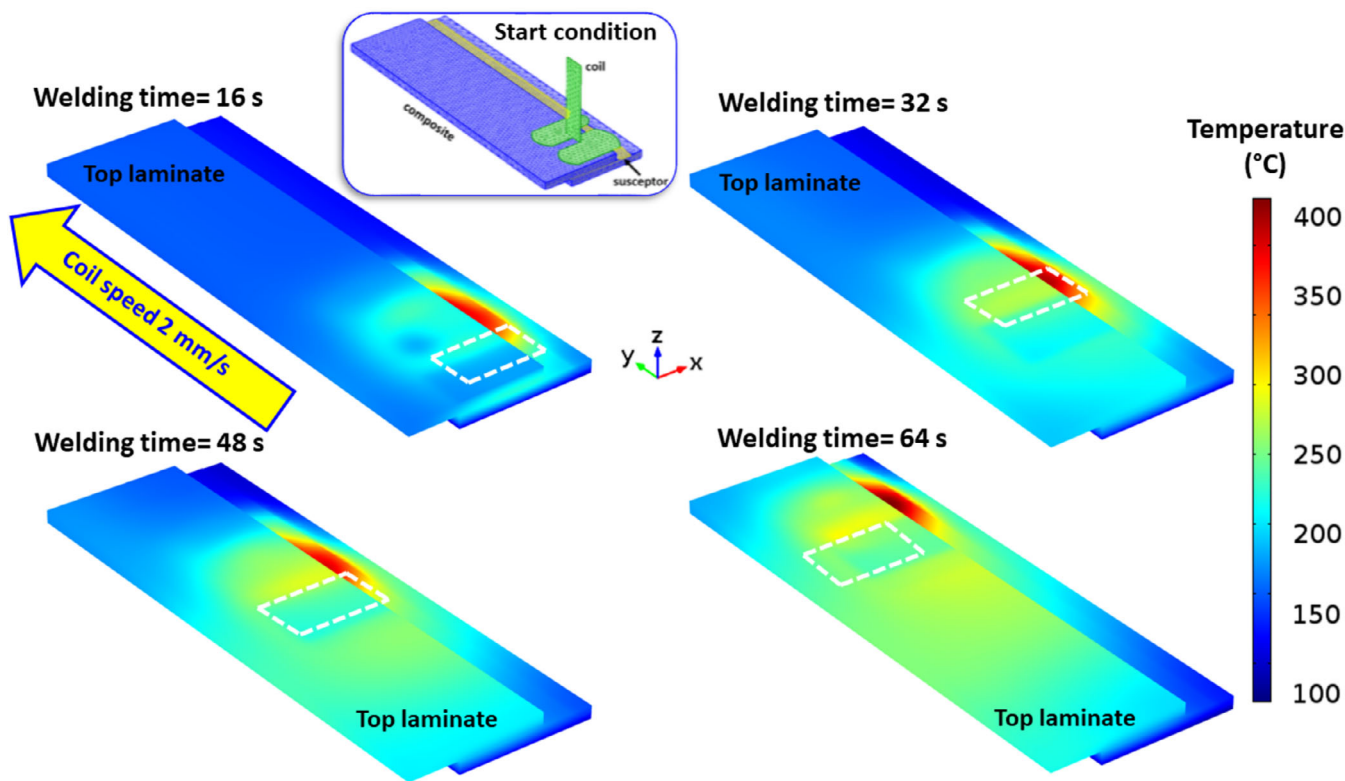 Start condition
coil
composite
susceptor
Welding time= 16 s
Top laminate
Coil speed 2 mm/s
Welding time= 32 s
Top laminate
Temperature
(°C)
400
350
300
250
200
150
100
z
y
x
Welding time= 48 s
Top laminate
Welding time= 64 s
Top laminate